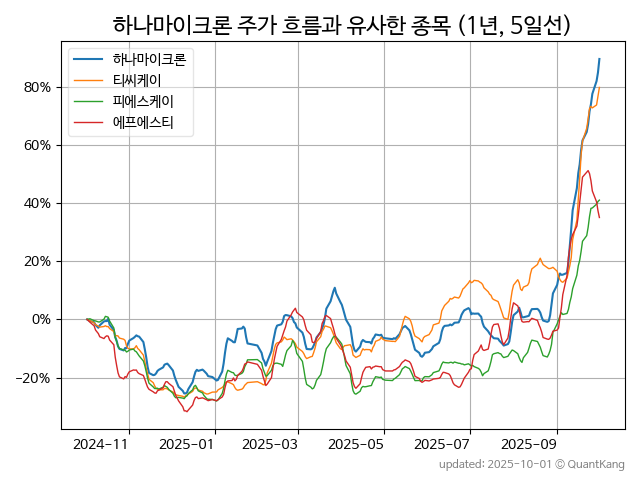 하나마이크론 주가 흐름과 유사한 종목 (1년, 5일선)
하나마이크론
티씨케이
피에스케이
에프에스티
80%
60%
40%
20%
0%
−20%
2024-11
2025-01
2025-03
2025-05
2025-07
2025-09
updated: 2025-10-01 © QuantKang